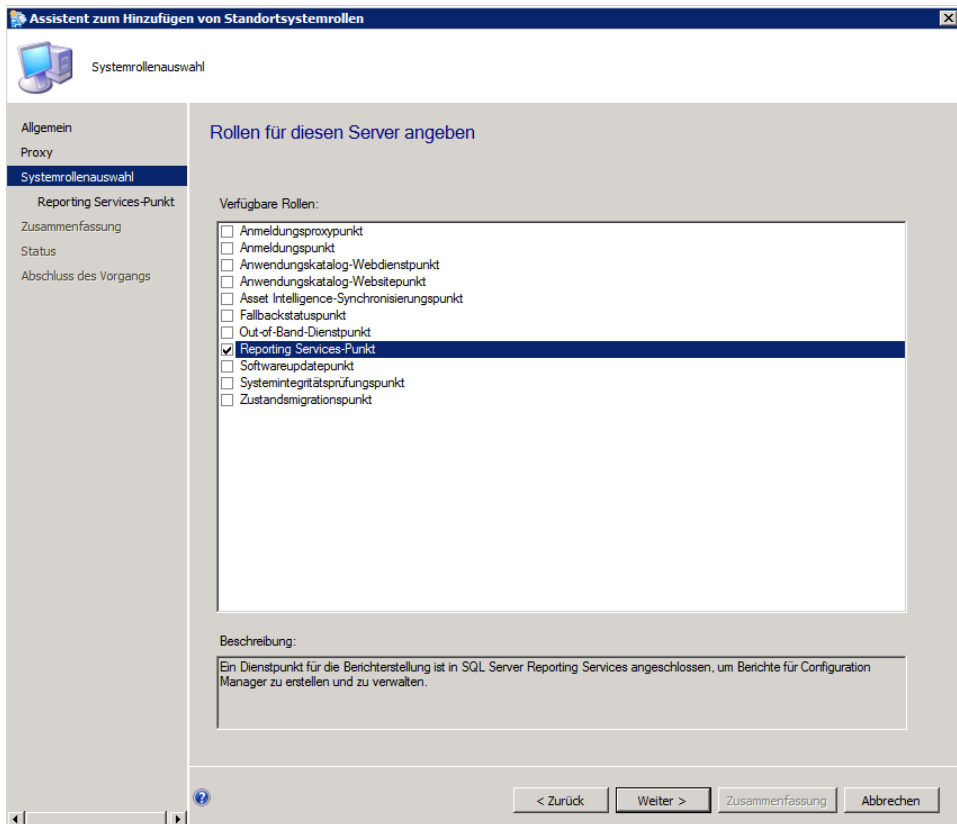 Assistent zum Hinzufügen von Standortsystemrollen
Systemrollenauswahl
Allgemein
Proxy
Systemrollenauswahl
Reporting Services-Punkt
Zusammenfassung
Status
Abschluss des Vorgangs
Rollen für diesen Server angeben
Verfügbare Rollen:
Anmeldungsproxypunkt
Anmeldungspunkt
Anwendungskatalog-Webdienstpunkt
Anwendungskatalog-Websitepunkt
Asset Intelligence-Synchronisierungspunkt
Fallbackstatuspunkt
Out-of-Band-Dienstpunkt
Reporting Services-Punkt
Softwareupdatepunkt
Systemintegritätsprüfungspunkt
Zustandsmigrationspunkt
Beschreibung:
Ein Dienstpunkt für die Berichterstellung ist in SQL Server Reporting Services angeschlossen, um Berichte für Configuration
Manager zu erstellen und zu verwalten.
< Zurück
Weiter >
Zusammenfassung
Abbrechen